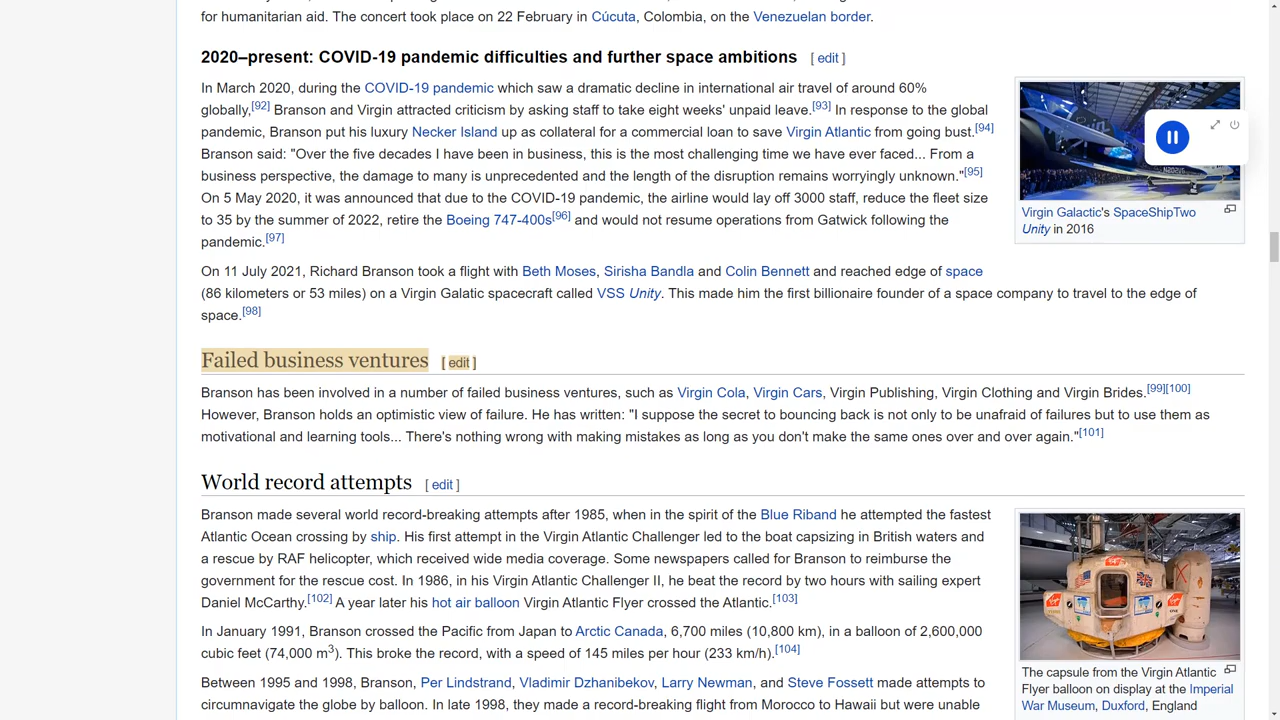 for humanitarian aid. The concert took place on 22 February in Cúcuta, Colombia, on the Venezuelan border.
2020–present: COVID-19 pandemic difficulties and further space ambitions [ edit ]
In March 2020, during the COVID-19 pandemic which saw a dramatic decline in international air travel of around 60%
globally,[92] Branson and Virgin attracted criticism by asking staff to take eight weeks' unpaid leave.[93] In response to the global
pandemic, Branson put his luxury Necker Island up as collateral for a commercial loan to save Virgin Atlantic from going bust.[94]
Branson said: "Over the five decades I have been in business, this is the most challenging time we have ever faced... From a
business perspective, the damage to many is unprecedented and the length of the disruption remains worryingly unknown."[95]
On 5 May 2020, it was announced that due to the COVID-19 pandemic, the airline would lay off 3000 staff, reduce the fleet size
to 35 by the summer of 2022, retire the Boeing 747-400s[96] and would not resume operations from Gatwick following the
pandemic.[97]
Virgin Galactic's SpaceShipTwo
Unity in 2016
On 11 July 2021, Richard Branson took a flight with Beth Moses, Sirisha Bandla and Colin Bennett and reached edge of space
(86 kilometers or 53 miles) on a Virgin Galatic spacecraft called VSS Unity. This made him the first billionaire founder of a space company to travel to the edge of
space.[98]
Failed business ventures [ edit ]
Branson has been involved in a number of failed business ventures, such as Virgin Cola, Virgin Cars, Virgin Publishing, Virgin Clothing and Virgin Brides.[99][100]
However, Branson holds an optimistic view of failure. He has written: "I suppose the secret to bouncing back is not only to be unafraid of failures but to use them as
motivational and learning tools... There's nothing wrong with making mistakes as long as you don't make the same ones over and over again."[101]
World record attempts [ edit ]
Branson made several world record-breaking attempts after 1985, when in the spirit of the Blue Riband he attempted the fastest
Atlantic Ocean crossing by ship. His first attempt in the Virgin Atlantic Challenger led to the boat capsizing in British waters and
a rescue by RAF helicopter, which received wide media coverage. Some newspapers called for Branson to reimburse the
government for the rescue cost. In 1986, in his Virgin Atlantic Challenger II, he beat the record by two hours with sailing expert
Daniel McCarthy.[102] A year later his hot air balloon Virgin Atlantic Flyer crossed the Atlantic.[103]
In January 1991, Branson crossed the Pacific from Japan to Arctic Canada, 6,700 miles (10,800 km), in a balloon of 2,600,000
cubic feet (74,000 m3). This broke the record, with a speed of 145 miles per hour (233 km/h).[104]
Between 1995 and 1998, Branson, Per Lindstrand, Vladimir Dzhanibekov, Larry Newman, and Steve Fossett made attempts to
circumnavigate the globe by balloon. In late 1998, they made a record-breaking flight from Morocco to Hawaii but were unable
The capsule from the Virgin Atlantic
Flyer balloon on display at the Imperial
War Museum, Duxford, England